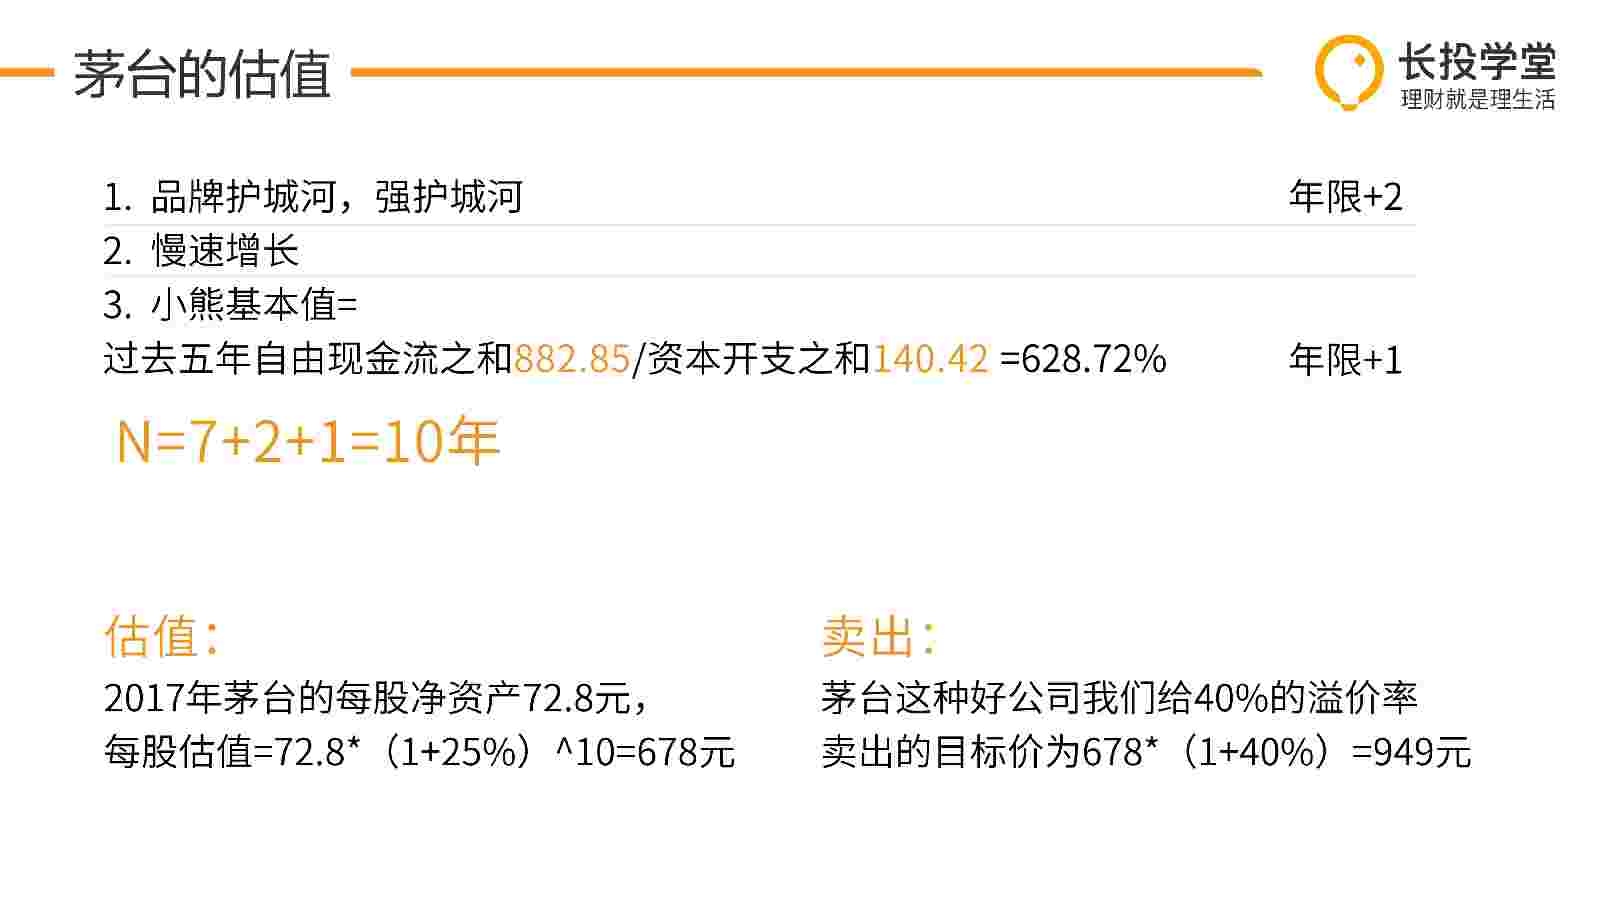 茅台的估值
长投学堂
理财就是理生活
1. 品牌护城河，强护城河 年限+2
2. 慢速增长
3. 小熊基本值=
过去五年自由现金流之和882.85/资本开支之和140.42 =628.72% 年限+1
N=7+2+1=10年
估值：
2017年茅台的每股净资产72.8元，
每股估值=72.8*（1+25%）^10=678元
卖出：
茅台这种好公司我们给40%的溢价率
卖出的目标价为678*（1+40%）=949元